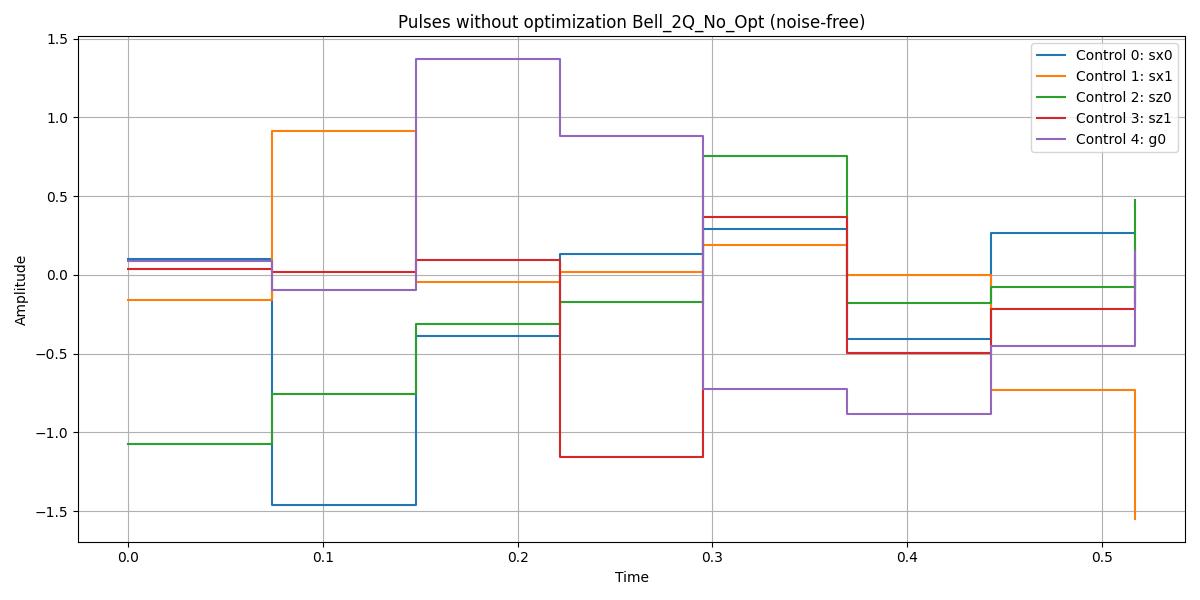 Pulses without optimization Bell_2Q_No_Opt (noise-free)
Control 0: sx0
Control 1: sx1
Control 2: sz0
Control 3: sz1
Control 4: g0
Amplitude
1.5
1.0
0.5
0.0
−0.5
−1.0
−1.5
0.0 0.1 0.2 0.3 0.4 0.5
Time